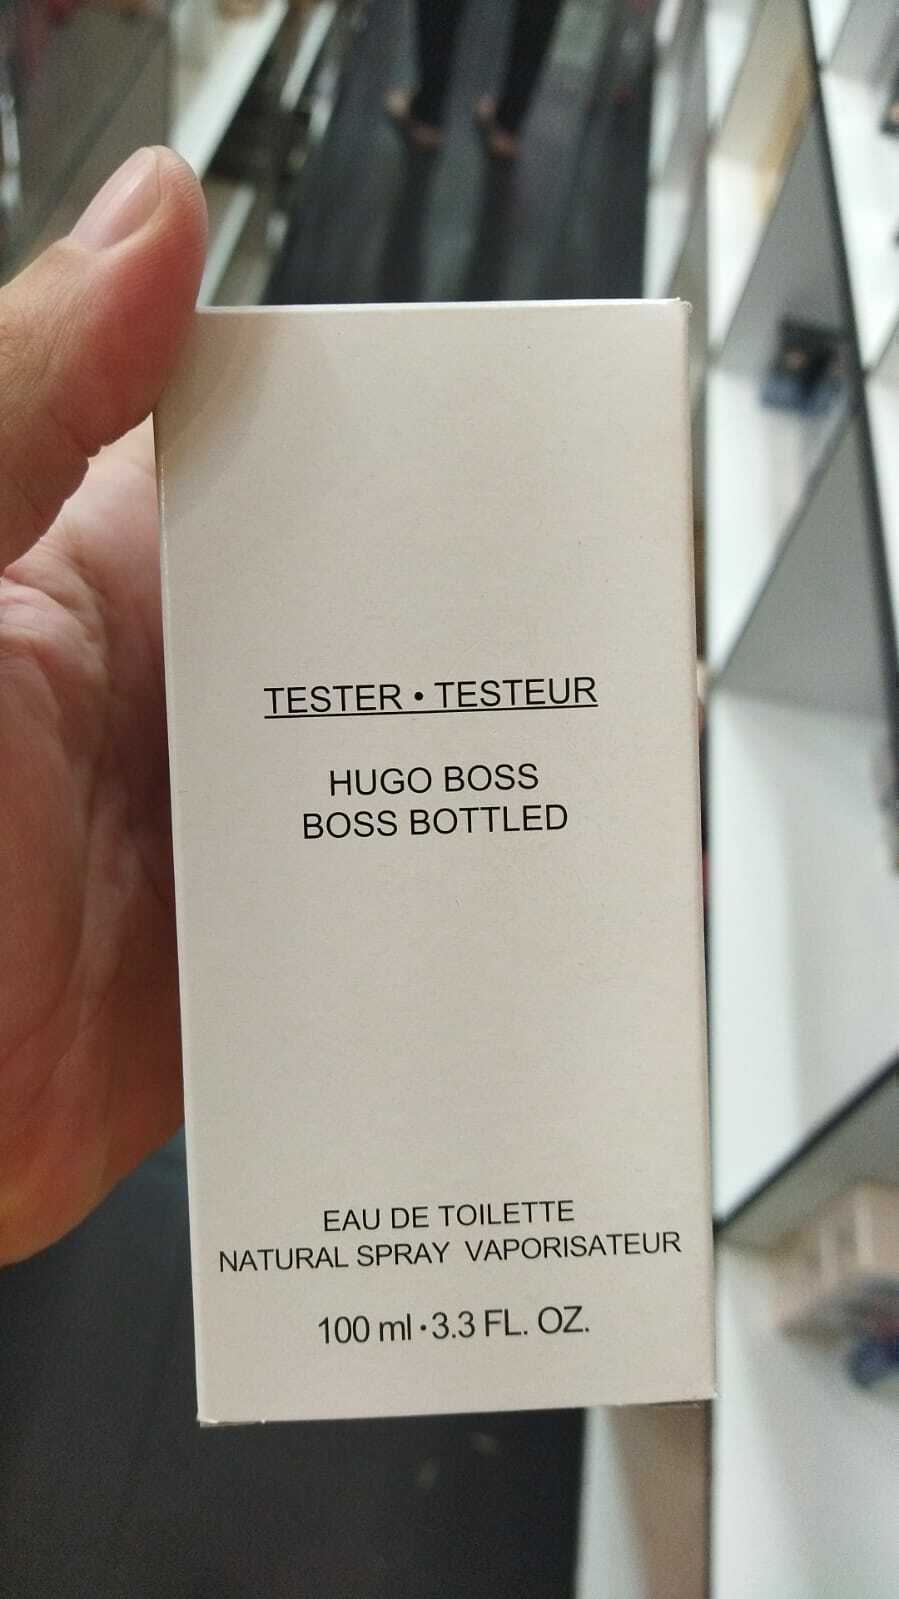 TESTER • TESTEUR
HUGO BOSS
BOSS BOTTLED
EAU DE TOILETTE
NATURAL SPRAY VAPORISATEUR
100 ml • 3.3 FL. OZ.